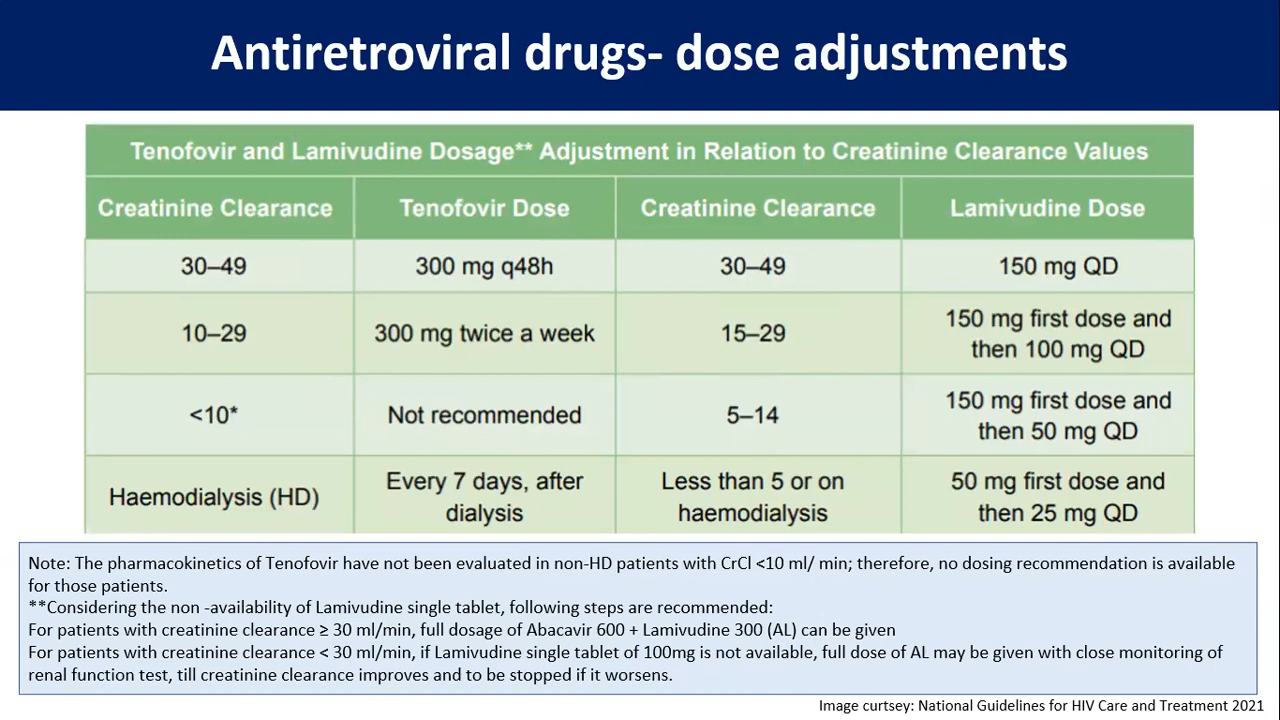 Antiretroviral drugs- dose adjustments
Tenofovir and Lamivudine Dosage** Adjustment in Relation to Creatinine Clearance Values
Creatinine Clearance Tenofovir Dose Creatinine Clearance Lamivudine Dose
30–49 300 mg q48h 30–49 150 mg QD
10–29 300 mg twice a week 15–29 150 mg first dose and
then 100 mg QD
<10* Not recommended 5–14 150 mg first dose and
then 50 mg QD
Haemodialysis (HD) Every 7 days, after Less than 5 or on 50 mg first dose and
dialysis haemodialysis then 25 mg QD
Note: The pharmacokinetics of Tenofovir have not been evaluated in non-HD patients with CrCl <10 ml/ min; therefore, no dosing recommendation is available
for those patients.
**Considering the non -availability of Lamivudine single tablet, following steps are recommended:
For patients with creatinine clearance ≥ 30 ml/min, full dosage of Abacavir 600 + Lamivudine 300 (AL) can be given
For patients with creatinine clearance < 30 ml/min, if Lamivudine single tablet of 100mg is not available, full dose of AL may be given with close monitoring of
renal function test, till creatinine clearance improves and to be stopped if it worsens.
Image curtsey: National Guidelines for HIV Care and Treatment 2021